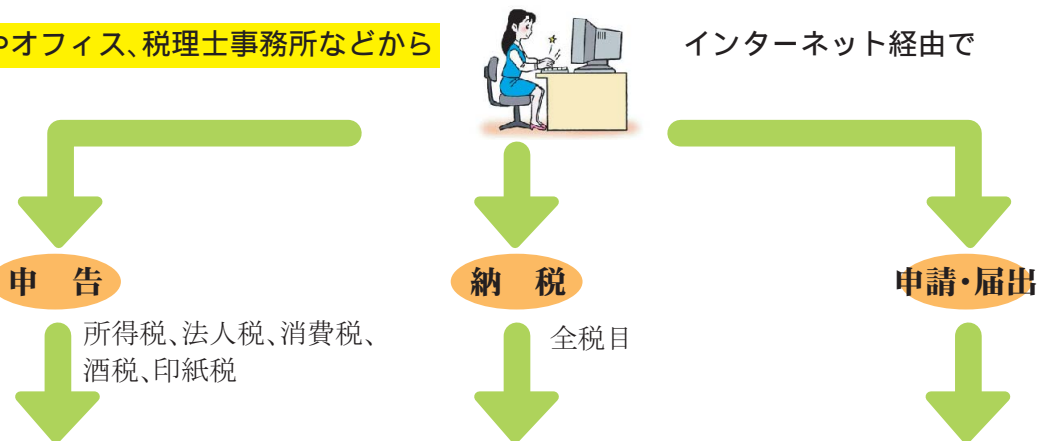 やオフィス、税理士事務所などから
インターネット経由で
申 告
納 税
申請・届出
所得税、法人税、消費税、
酒税、印紙税
全税目